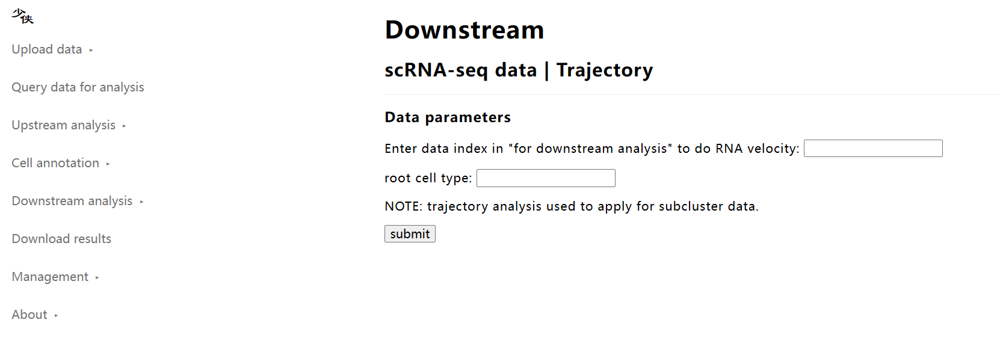 少侠
Upload data ▸
Query data for analysis
Upstream analysis ▸
Cell annotation ▸
Downstream analysis ▸
Download results
Management ▸
About ▸
Downstream
scRNA-seq data | Trajectory
Data parameters
Enter data index in "for downstream analysis" to do RNA velocity:
root cell type:
NOTE: trajectory analysis used to apply for subcluster data.
submit